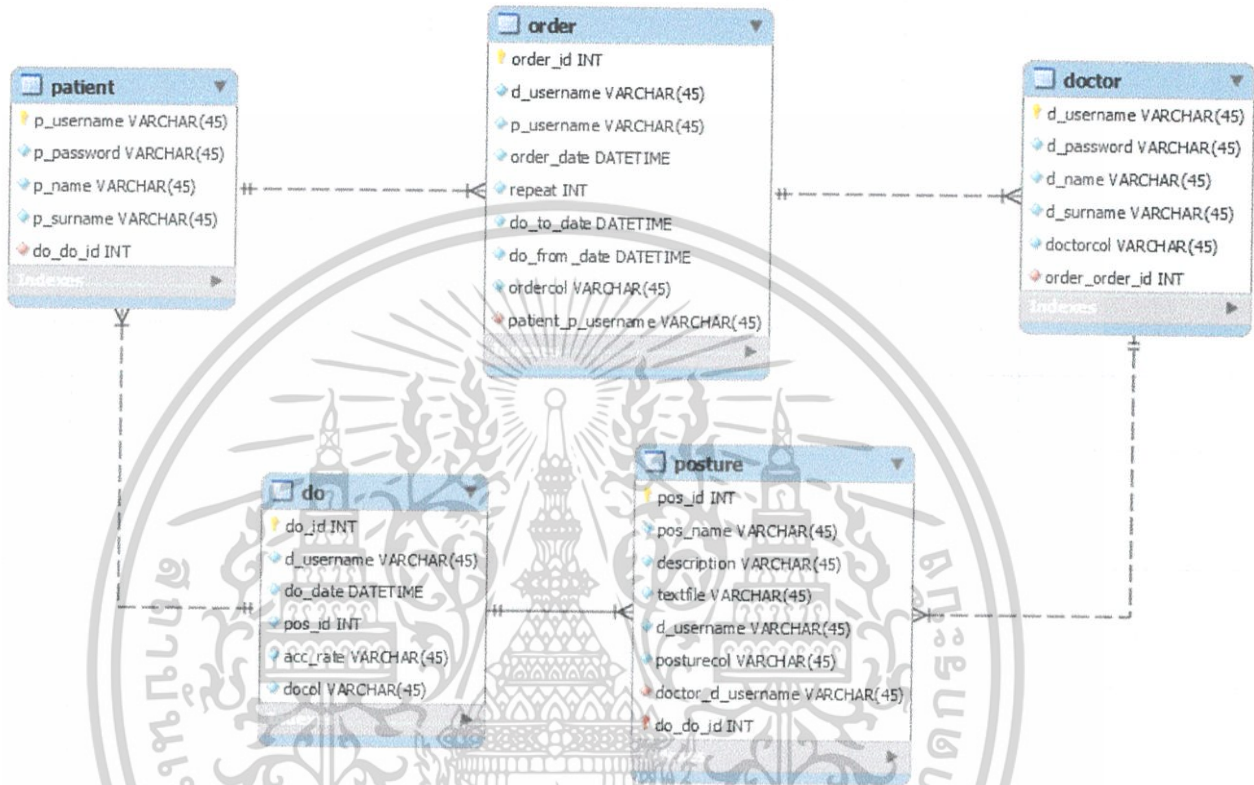 patient
p_username VARCHAR(45)
p_password VARCHAR(45)
p_name VARCHAR(45)
p_surname VARCHAR(45)
do_do_id INT
Indexes
order
order_id INT
d_username VARCHAR(45)
p_username VARCHAR(45)
order_date DATETIME
repeat INT
do_to_date DATETIME
do_from _date DATETIME
ordercol VARCHAR(45)
patient_p_username VARCHAR(45)
doctor
d_username VARCHAR(45)
d_password VARCHAR(45)
d_name VARCHAR(45)
d_surname VARCHAR(45)
doctorcol VARCHAR(45)
order_order_id INT
Indexes
do
do_id INT
d_username VARCHAR(45)
do_date DATETIME
pos_id INT
acc_rate VARCHAR(45)
docol VARCHAR(45)
posture
pos_id INT
pos_name VARCHAR(45)
description VARCHAR(45)
textfile VARCHAR(45)
d_username VARCHAR(45)
posturecol VARCHAR(45)
doctor_d_username VARCHAR(45)
do_do_id INT